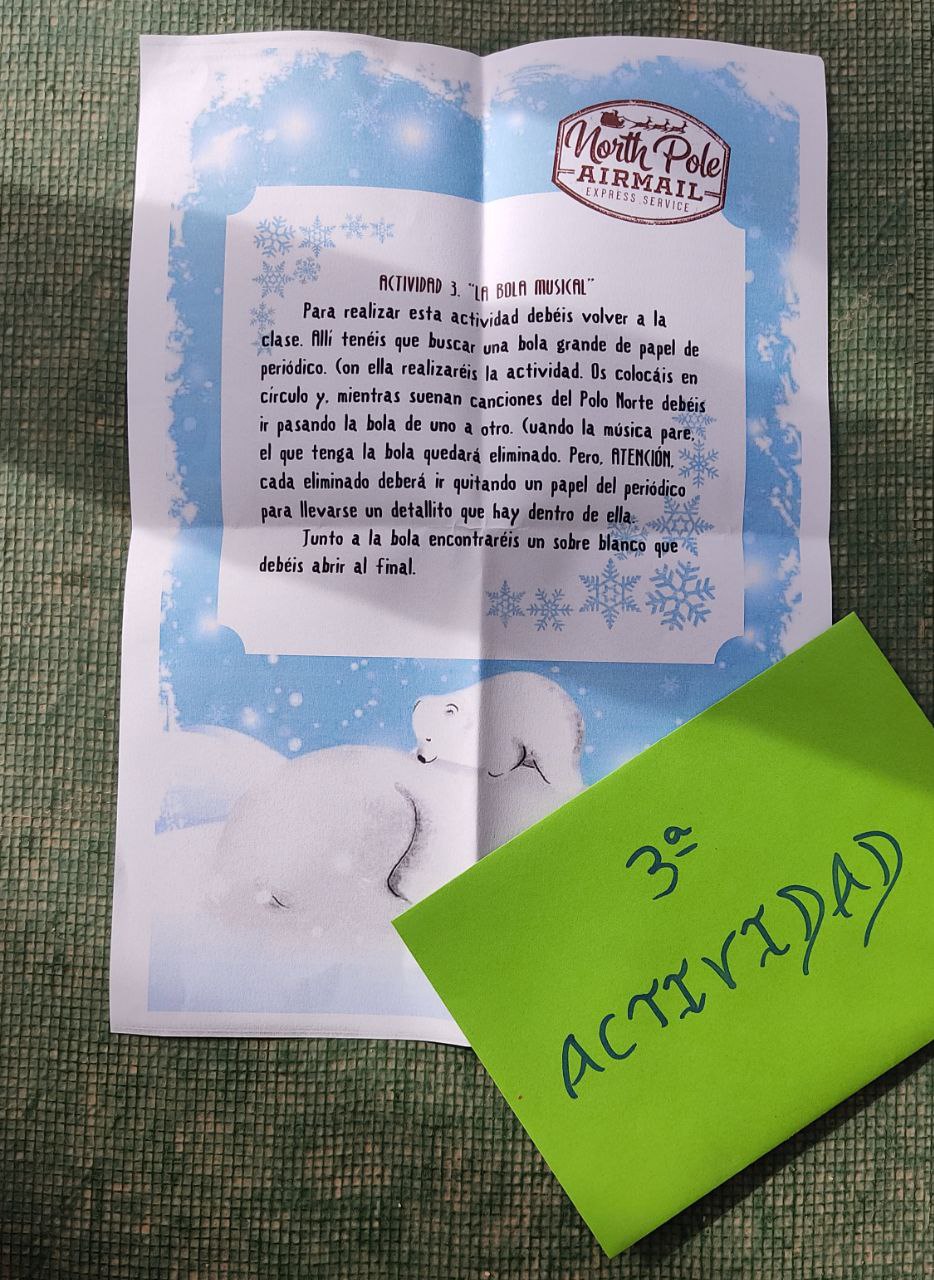 North Pole
AIRMAIL
EXPRESS SERVICE
ACTIVIDAD 3. "LA BOLA MUSICAL"
Para realizar esta actividad debéis volver a la
clase. Allí tenéis que buscar una bola grande de papel de
periódico. Con ella realizaréis la actividad. Os colocáis en
círculo y, mientras suenan canciones del Polo Norte debéis
ir pasando la bola de uno a otro. Cuando la música pare,
el que tenga la bola quedará eliminado. Pero, ATENCIÓN,
cada eliminado deberá ir quitando un papel del periódico
para llevarse un detallito que hay dentro de ella.
Junto a la bola encontraréis un sobre blanco que
debéis abrir al final.
3ª
ACTIVIDAD